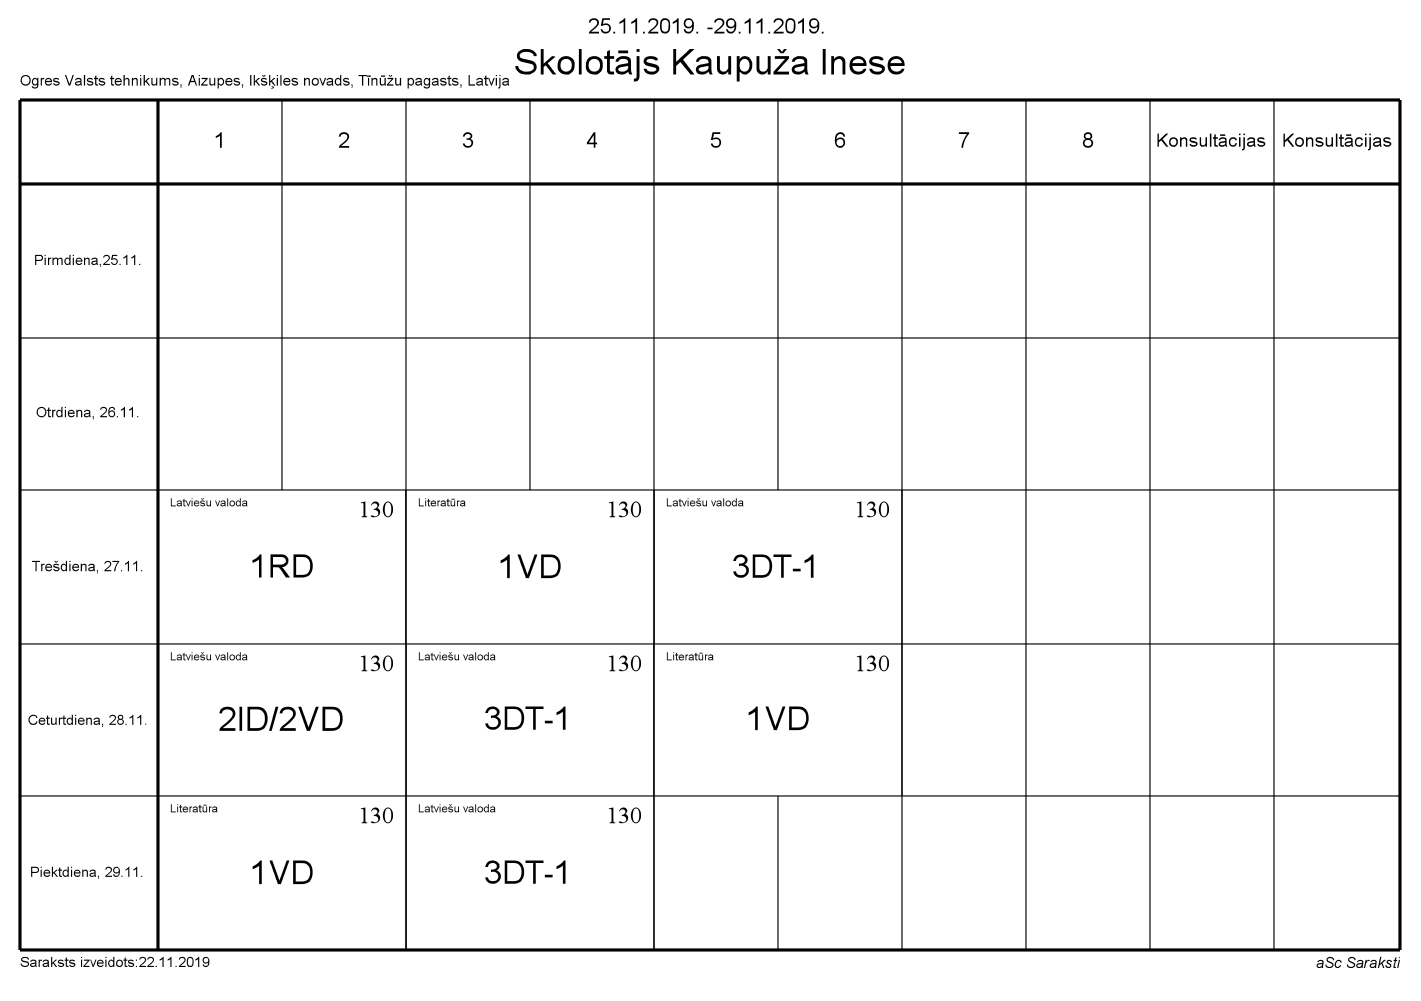 25.11.2019. -29.11.2019.
Skolotājs Kaupuža Inese
Ogres Valsts tehnikums, Aizupes, Ikšķiles novads, Tīnūžu pagasts, Latvija
1 2 3 4 5 6 7 8 Konsultācijas Konsultācijas
Pirmdiena,25.11.
Otrdiena, 26.11.
Latviešu valoda 130 Literatūra 130 Latviešu valoda 130
Trešdiena, 27.11. 1RD 1VD 3DT-1
Latviešu valoda 130 Latviešu valoda 130 Literatūra 130
Ceturtdiena, 28.11. 2ID/2VD 3DT-1 1VD
Literatūra 130 Latviešu valoda 130
Piektdiena, 29.11. 1VD 3DT-1
Saraksts izveidots:22.11.2019 aSc Saraksti